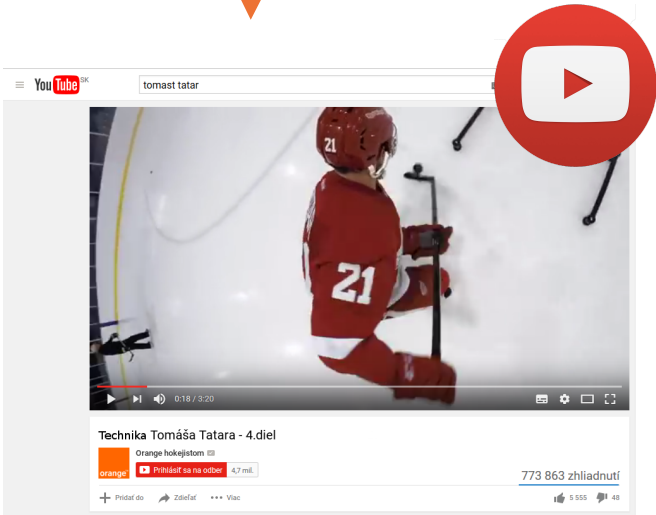 YouTube SK
tomast tatar
21
21
0:18 / 3:20
Technika Tomáša Tatara - 4.diel
Orange hokejistom
orange
Prihlásiť sa na odber 4,7 mil.
773 863 zhliadnutí
Pridať do Zdieľať Viac
5 555 48